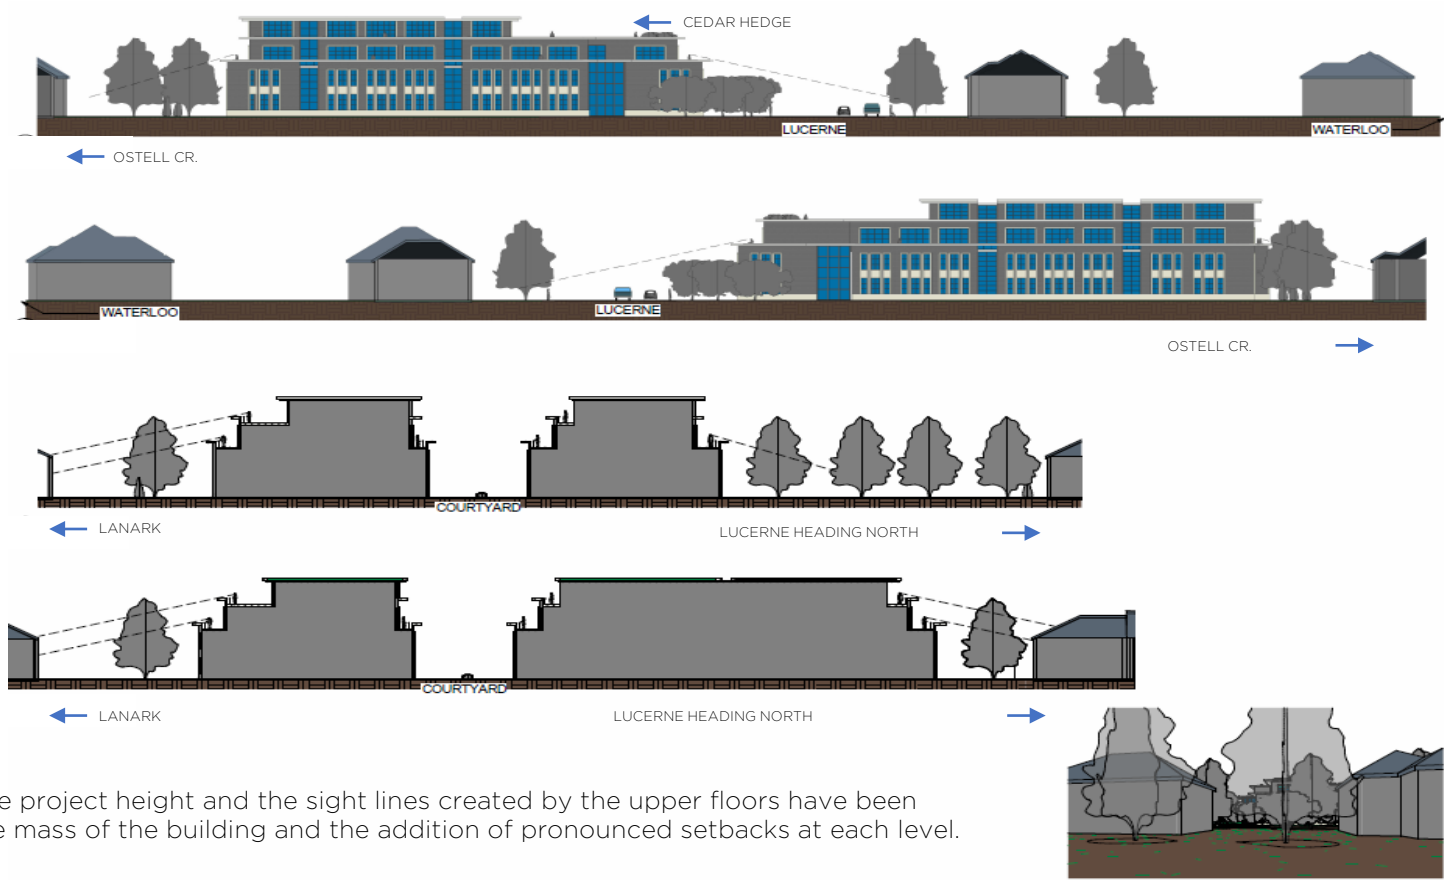 CEDAR HEDGE
LUCERNE
WATERLOO
OSTELL CR.
WATERLOO
LUCERNE
OSTELL CR.
COURTYARD
LANARK
LUCERNE HEADING NORTH
COURTYARD
LANARK
LUCERNE HEADING NORTH
project height and the sight lines created by the upper floors have been
mass of the building and the addition of pronounced setbacks at each level.